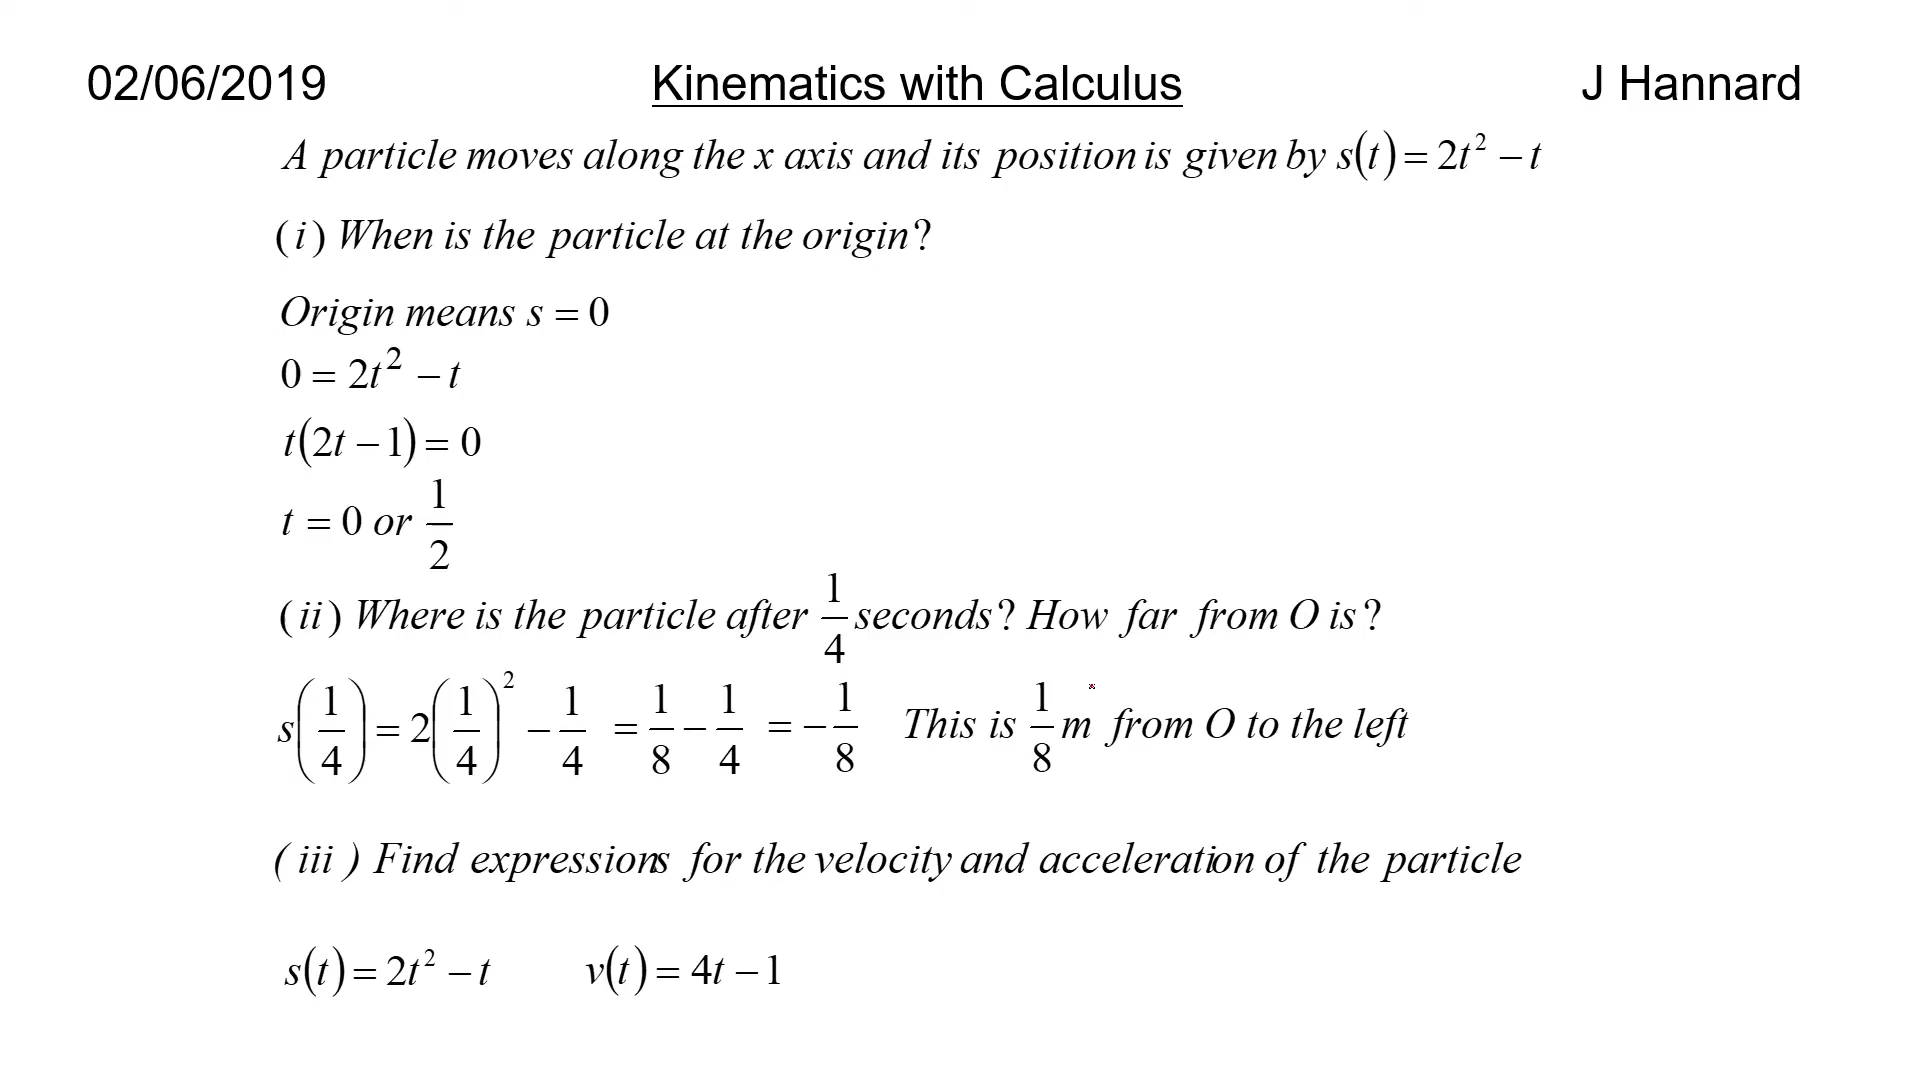 02/06/2019 Kinematics with Calculus J Hannard
A particle moves along the x axis and its position is given by s(t) = 2t² − t
(i) When is the particle at the origin?
Origin means s = 0
0 = 2t² − t
t(2t − 1) = 0
t = 0 or 1/2
(ii) Where is the particle after 1/4 seconds? How far from O is?
s(1/4) = 2(1/4)² − 1/4 = 1/8 − 1/4 = −1/8 This is 1/8 m from O to the left
(iii) Find expressions for the velocity and acceleration of the particle
s(t) = 2t² − t v(t) = 4t − 1